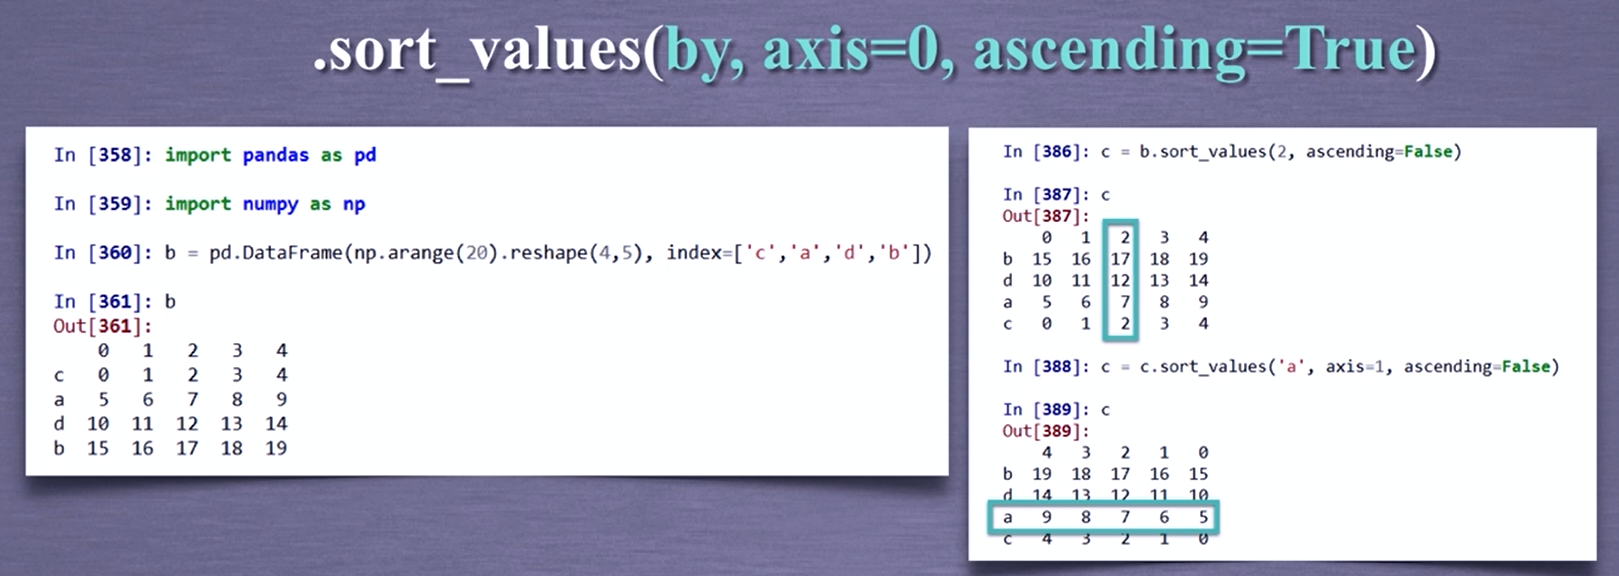 .sort_values(by, axis=0, ascending=True)
In [358]: import pandas as pd
In [359]: import numpy as np
In [360]: b = pd.DataFrame(np.arange(20).reshape(4,5), index=['c','a','d','b'])
In [361]: b
Out[361]:
0 1 2 3 4
c 0 1 2 3 4
a 5 6 7 8 9
d 10 11 12 13 14
b 15 16 17 18 19
In [386]: c = b.sort_values(2, ascending=False)
In [387]: c
Out[387]:
0 1 2 3 4
b 15 16 17 18 19
d 10 11 12 13 14
a 5 6 7 8 9
c 0 1 2 3 4
In [388]: c = c.sort_values('a', axis=1, ascending=False)
In [389]: c
Out[389]:
4 3 2 1 0
b 19 18 17 16 15
d 14 13 12 11 10
a 9 8 7 6 5
c 4 3 2 1 0